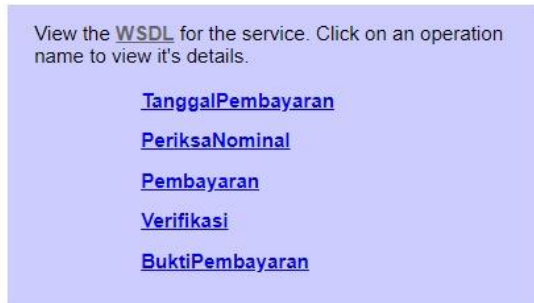 View the WSDL for the service. Click on an operation
name to view it's details.
TanggalPembayaran
PeriksaNominal
Pembayaran
Verifikasi
BuktiPembayaran